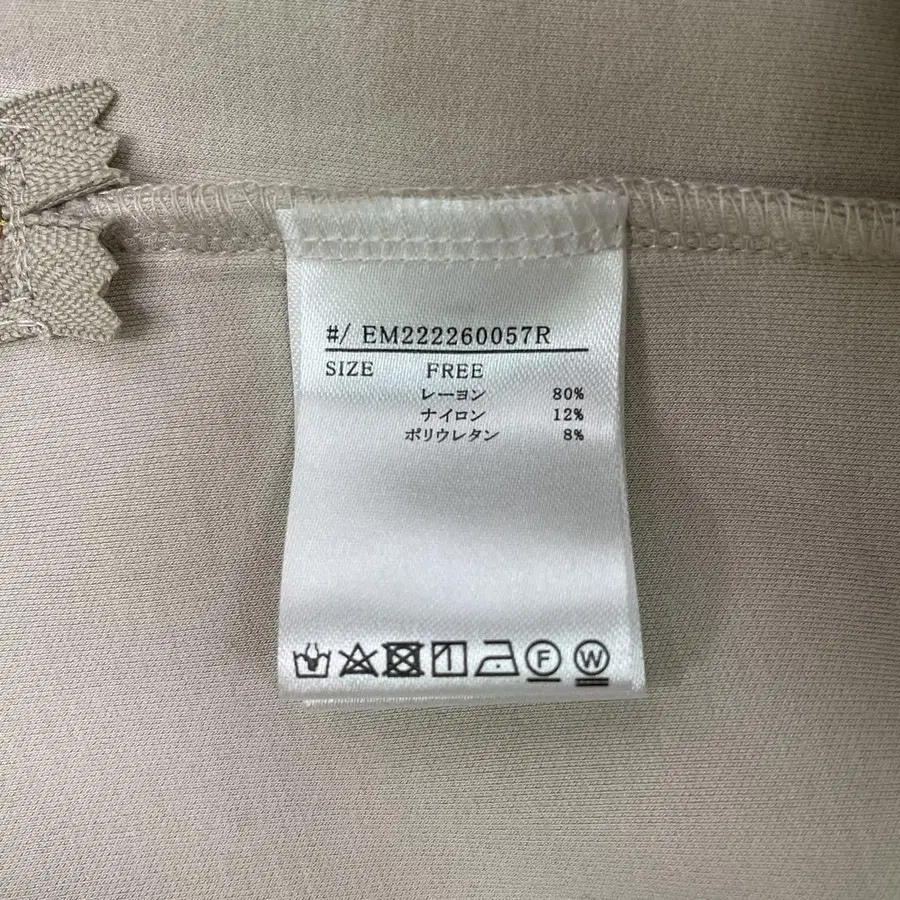 #/ EM222260057R
SIZE FREE
レーヨン 80%
ナイロン 12%
ポリウレタン 8%
F W